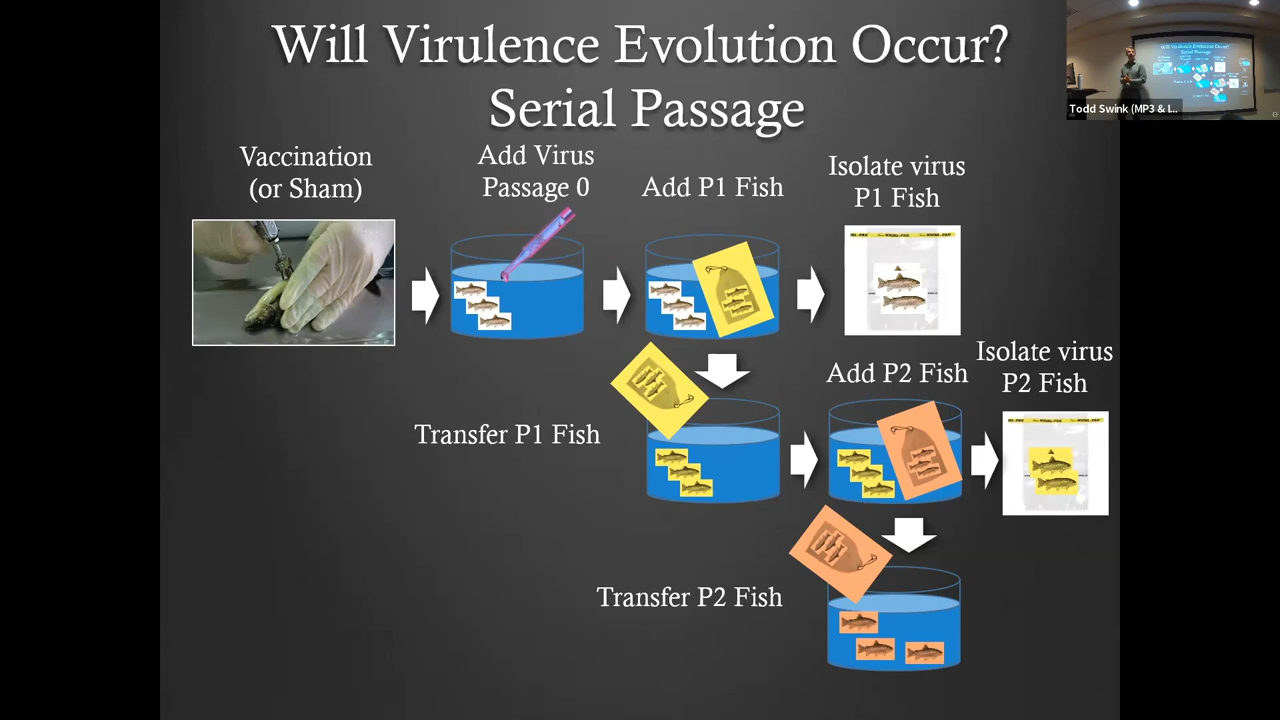 Will Virulence Evolution Occur?
Serial Passage
Todd Swink (MP3 & I...
Vaccination
(or Sham)
Add Virus
Passage 0
Add P1 Fish
Isolate virus
P1 Fish
Transfer P1 Fish
Add P2 Fish
Isolate virus
P2 Fish
Transfer P2 Fish